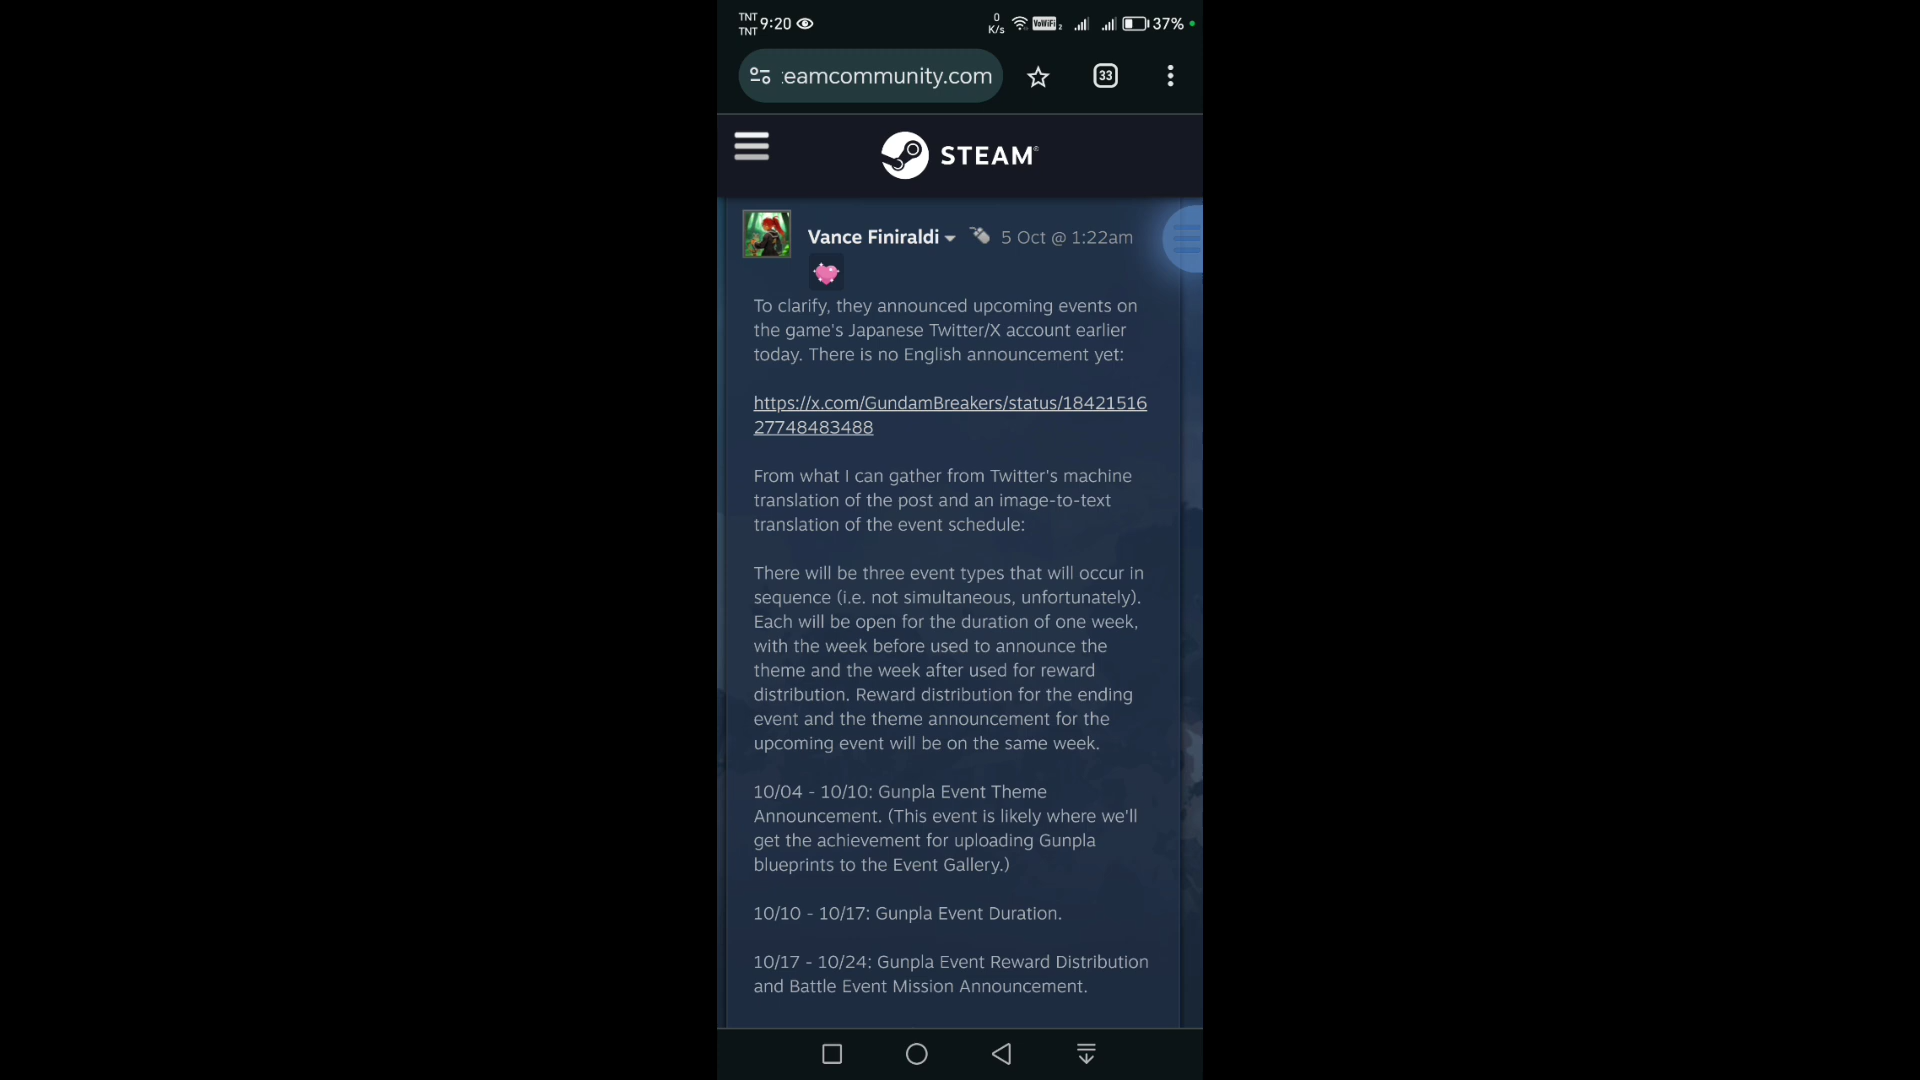 TNT
TNT
9:20
0
K/s
VoWiFi 2
37%
:eamcommunity.com
33
STEAM®
Vance Finiraldi
5 Oct @ 1:22am
To clarify, they announced upcoming events on
the game's Japanese Twitter/X account earlier
today. There is no English announcement yet:
https://x.com/GundamBreakers/status/18421516
27748483488
From what I can gather from Twitter's machine
translation of the post and an image-to-text
translation of the event schedule:
There will be three event types that will occur in
sequence (i.e. not simultaneous, unfortunately).
Each will be open for the duration of one week,
with the week before used to announce the
theme and the week after used for reward
distribution. Reward distribution for the ending
event and the theme announcement for the
upcoming event will be on the same week.
10/04 - 10/10: Gunpla Event Theme
Announcement. (This event is likely where we'll
get the achievement for uploading Gunpla
blueprints to the Event Gallery.)
10/10 - 10/17: Gunpla Event Duration.
10/17 - 10/24: Gunpla Event Reward Distribution
and Battle Event Mission Announcement.